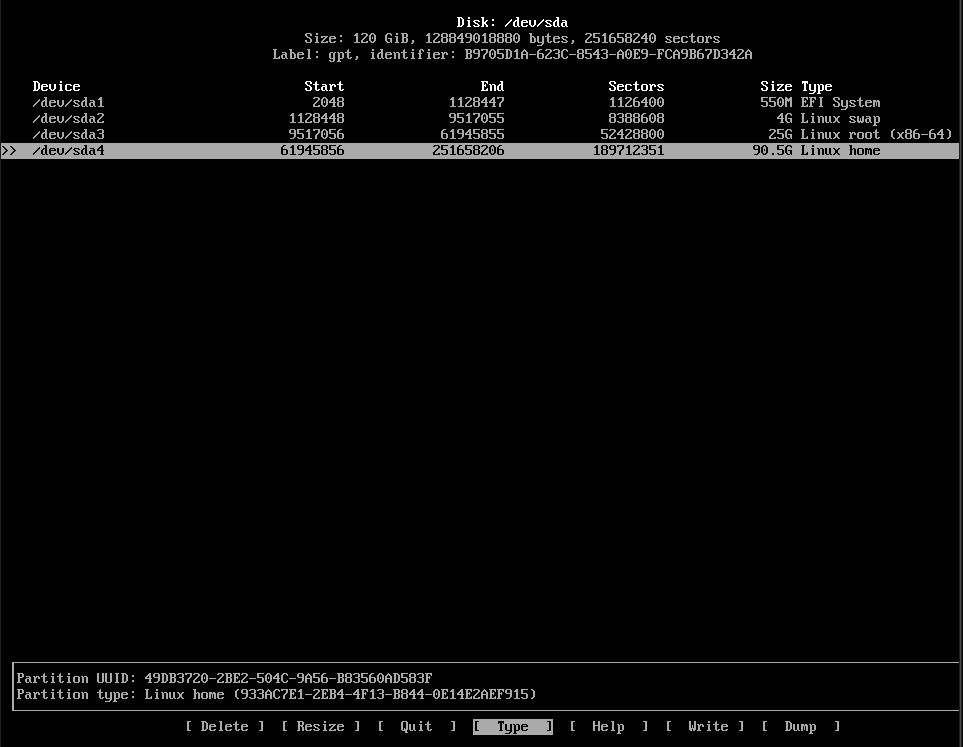 Disk: /dev/sda
Size: 120 GiB, 128849018880 bytes, 251658240 sectors
Label: gpt, identifier: B9705D1A-623C-8543-A0E9-FCA9B67D342A
Device Start End Sectors Size Type
/dev/sda1 2048 1128447 1126400 550M EFI System
/dev/sda2 1128448 9517055 8388608 4G Linux swap
/dev/sda3 9517056 61945855 52428800 25G Linux root (x86-64)
>> /dev/sda4 61945856 251658206 189712351 90.5G Linux home
Partition UUID: 49DB3720-2BE2-504C-9A56-B83560AD583F
Partition type: Linux home (933AC7E1-2EB4-4F13-B844-0E14E2AEF915)
[ Delete ] [ Resize ] [ Quit ] [ Type ] [ Help ] [ Write ] [ Dump ]